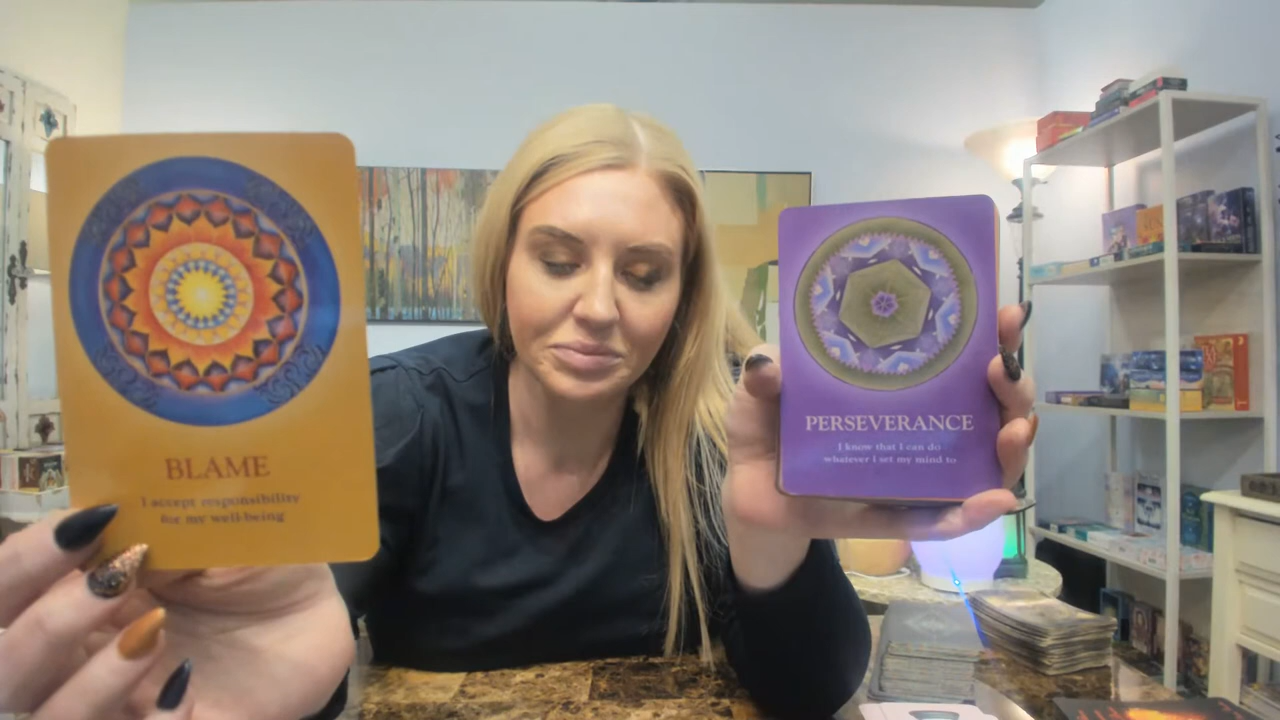 BLAME
I accept responsibility
for my well-being
PERSEVERANCE
I know that I can do
whatever I set my mind to